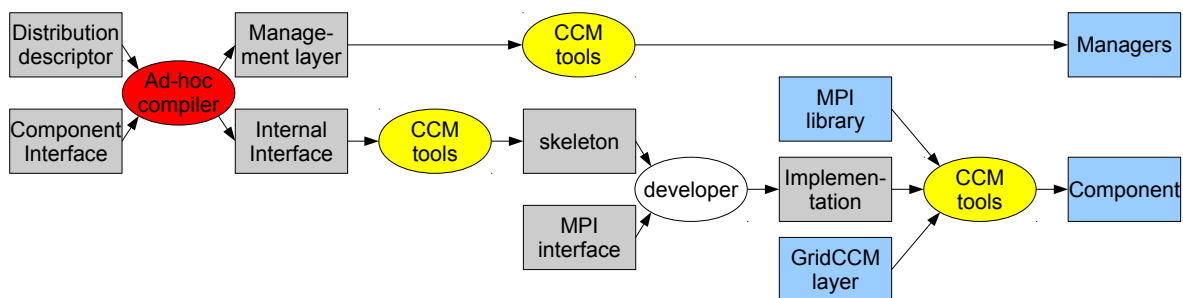 Distribution
descriptor
Manage-
ment layer
CCM
tools
Managers
Ad-hoc
compiler
Component
Interface
Internal
Interface
CCM
tools
skeleton
MPI
interface
developer
MPI
library
Implemen-
tation
GridCCM
layer
CCM
tools
Component